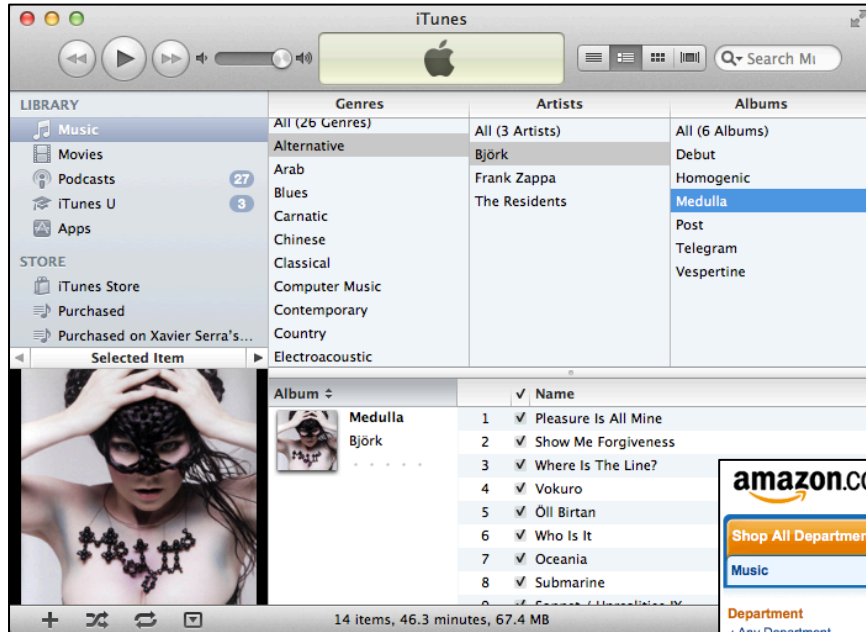 iTunes
Search Mu
LIBRARY
Music
Movies
Podcasts 27
iTunes U 3
Apps
STORE
iTunes Store
Purchased
Purchased on Xavier Serra's...
Selected Item
Genres
All (26 Genres)
Alternative
Arab
Blues
Carnatic
Chinese
Classical
Computer Music
Contemporary
Country
Electroacoustic
Artists
All (3 Artists)
Björk
Frank Zappa
The Residents
Albums
All (6 Albums)
Debut
Homogenic
Medulla
Post
Telegram
Vespertine
Album
Medulla
Björk
✓ Name
1 ✓ Pleasure Is All Mine
2 ✓ Show Me Forgiveness
3 ✓ Where Is The Line?
4 ✓ Vokuro
5 ✓ Öll Birtan
6 ✓ Who Is It
7 ✓ Oceania
8 ✓ Submarine
14 items, 46.3 minutes, 67.4 MB
amazon.co
Shop All Departmen
Music
Department
Any Department